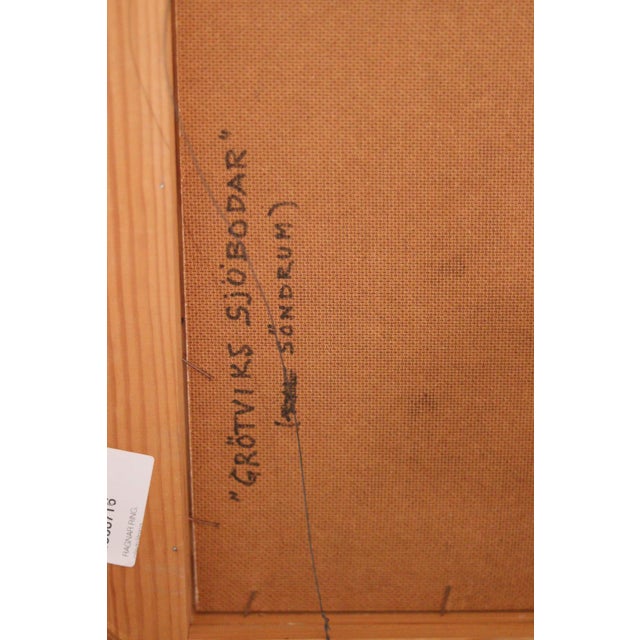 "GRÖTVIKS SJÖBODAR"
( SÖNDRUM)
RAGNAR RING